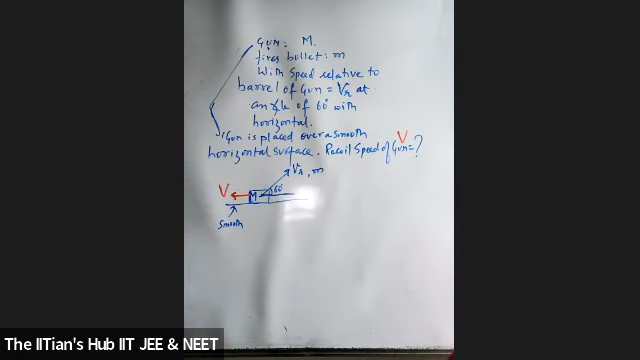 Gun: M.
fires bullet: m
With Speed relative to
barrel of Gun = Vr at
angle of 60° with
horizontal.
Gun is placed over a smooth
horizontal surface. Recoil Speed of Gun = ?
V
Vr, m
V
M
60°
Smooth
The IITian's Hub IIT JEE & NEET